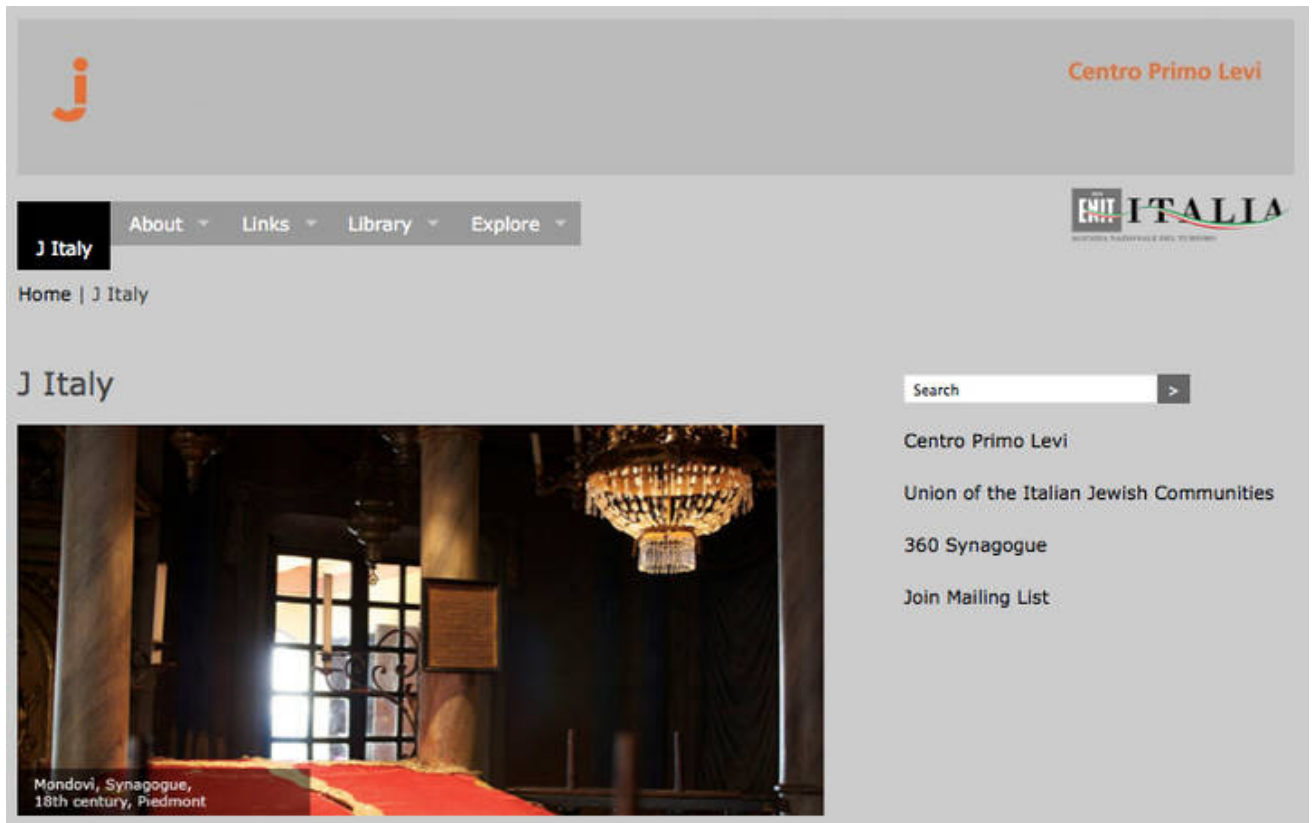 j
Centro Primo Levi
ENIT ITALIA
About
Links
Library
Explore
J Italy
Home | J Italy
J Italy
Search
>
Centro Primo Levi
Union of the Italian Jewish Communities
360 Synagogue
Join Mailing List
Mondovi, Synagogue,
18th century, Piedmont